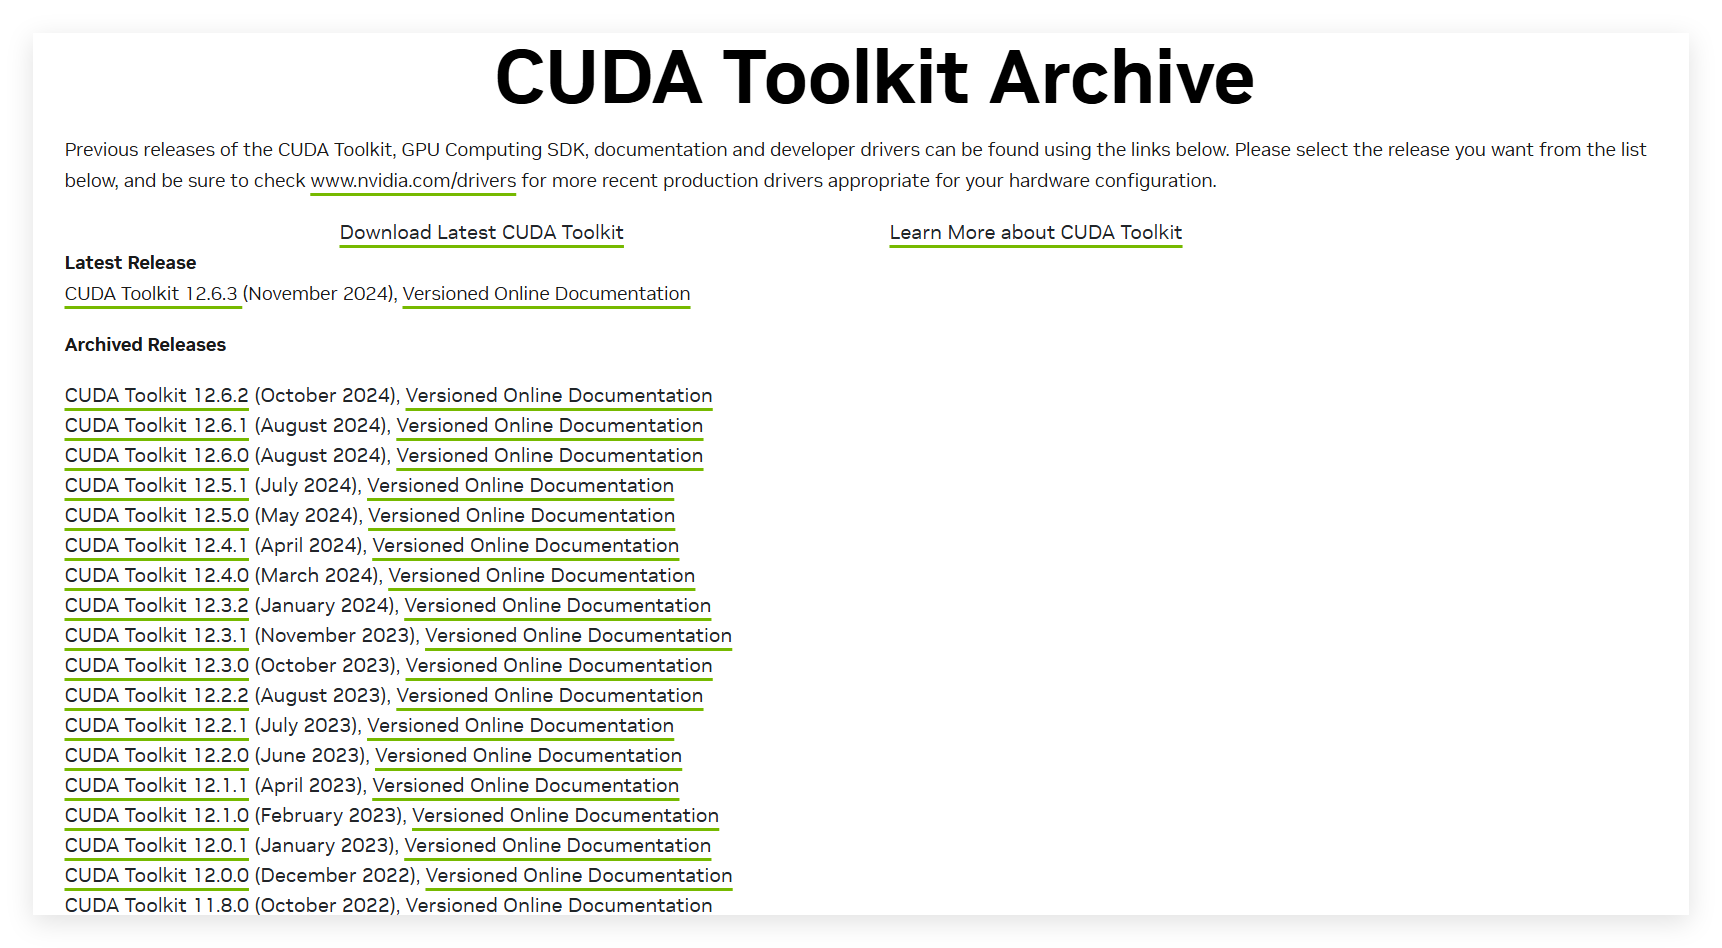 CUDA Toolkit Archive
Previous releases of the CUDA Toolkit, GPU Computing SDK, documentation and developer drivers can be found using the links below. Please select the release you want from the list
below, and be sure to check www.nvidia.com/drivers for more recent production drivers appropriate for your hardware configuration.
Download Latest CUDA Toolkit Learn More about CUDA Toolkit
Latest Release
CUDA Toolkit 12.6.3 (November 2024), Versioned Online Documentation
Archived Releases
CUDA Toolkit 12.6.2 (October 2024), Versioned Online Documentation
CUDA Toolkit 12.6.1 (August 2024), Versioned Online Documentation
CUDA Toolkit 12.6.0 (August 2024), Versioned Online Documentation
CUDA Toolkit 12.5.1 (July 2024), Versioned Online Documentation
CUDA Toolkit 12.5.0 (May 2024), Versioned Online Documentation
CUDA Toolkit 12.4.1 (April 2024), Versioned Online Documentation
CUDA Toolkit 12.4.0 (March 2024), Versioned Online Documentation
CUDA Toolkit 12.3.2 (January 2024), Versioned Online Documentation
CUDA Toolkit 12.3.1 (November 2023), Versioned Online Documentation
CUDA Toolkit 12.3.0 (October 2023), Versioned Online Documentation
CUDA Toolkit 12.2.2 (August 2023), Versioned Online Documentation
CUDA Toolkit 12.2.1 (July 2023), Versioned Online Documentation
CUDA Toolkit 12.2.0 (June 2023), Versioned Online Documentation
CUDA Toolkit 12.1.1 (April 2023), Versioned Online Documentation
CUDA Toolkit 12.1.0 (February 2023), Versioned Online Documentation
CUDA Toolkit 12.0.1 (January 2023), Versioned Online Documentation
CUDA Toolkit 12.0.0 (December 2022), Versioned Online Documentation
CUDA Toolkit 11.8.0 (October 2022), Versioned Online Documentation